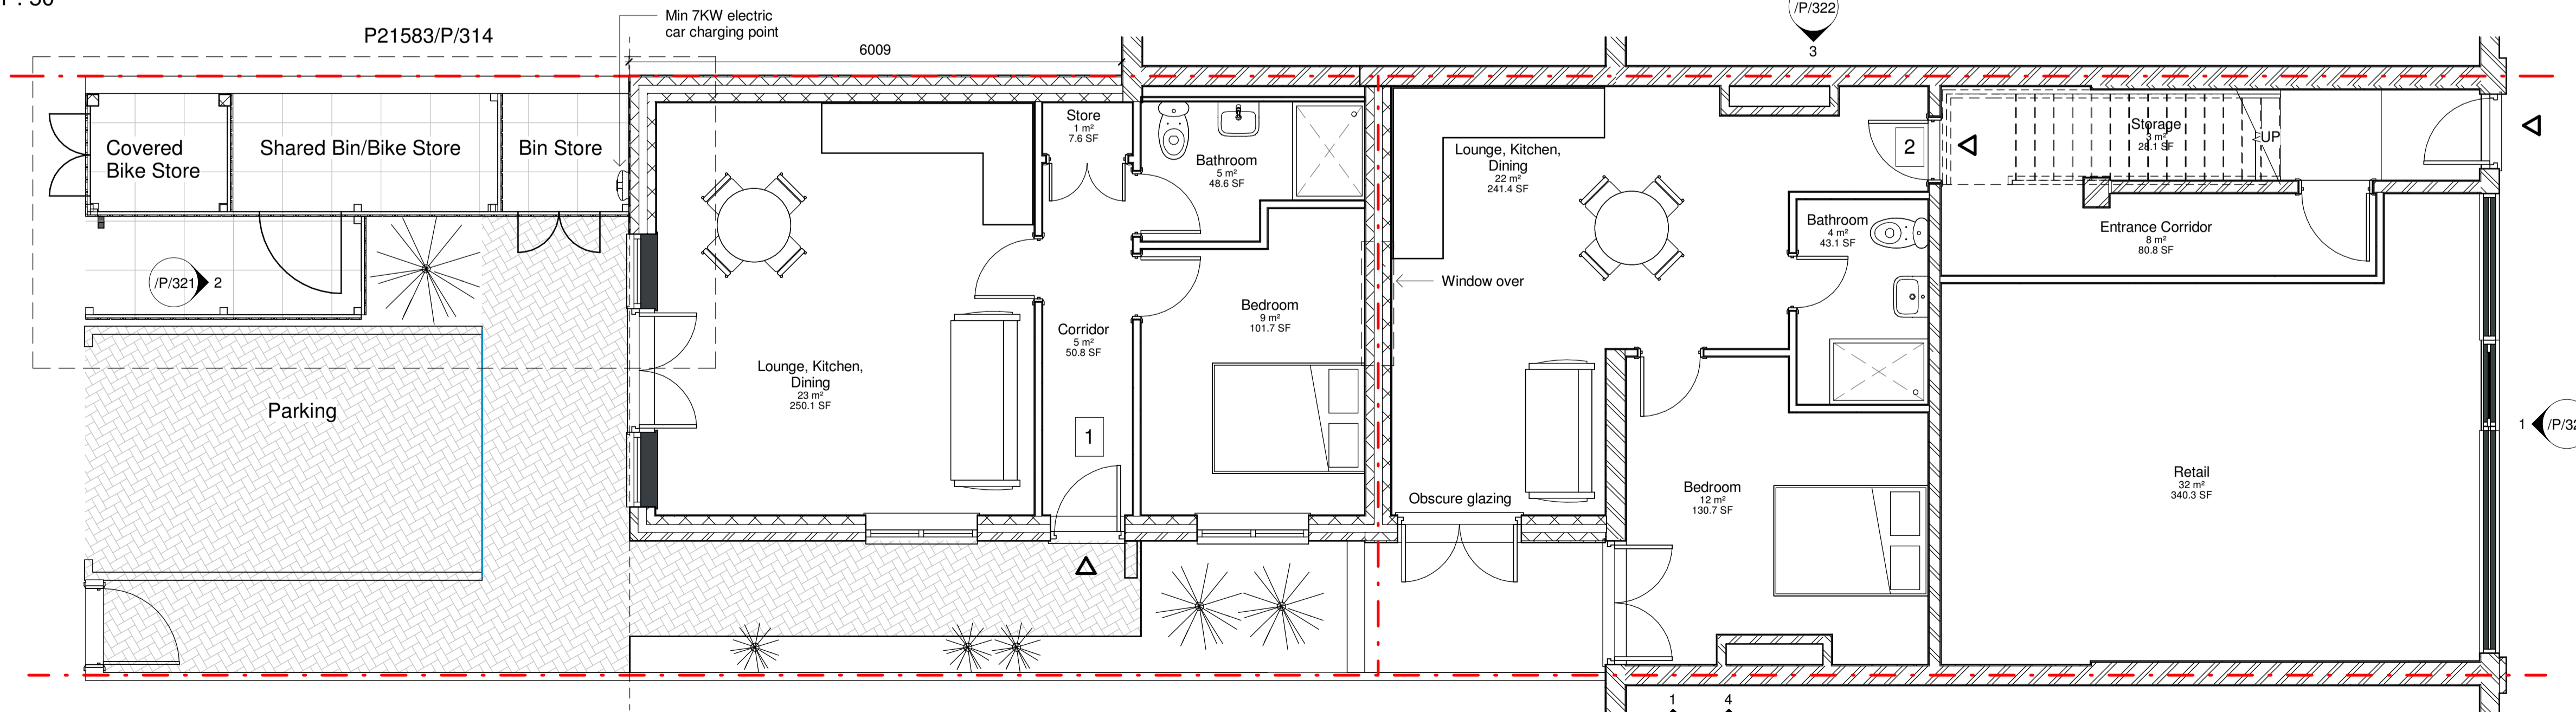 P21583/P/314
Min 7KW electric
car charging point
6009
/P/322
3
Covered
Bike Store
Shared Bin/Bike Store
Bin Store
/P/321
2
Parking
Lounge, Kitchen,
Dining
23 m²
250.1 SF
Store
1 m²
7.6 SF
Corridor
5 m²
50.8 SF
1
Bathroom
5 m²
48.6 SF
Bedroom
9 m²
101.7 SF
Lounge, Kitchen,
Dining
22 m²
241.4 SF
Window over
Obscure glazing
Bathroom
4 m²
43.1 SF
Bedroom
12 m²
130.7 SF
2
Storage
3 m²
28.1 SF
UP
Entrance Corridor
8 m²
80.8 SF
Retail
32 m²
340.3 SF
1
1
4